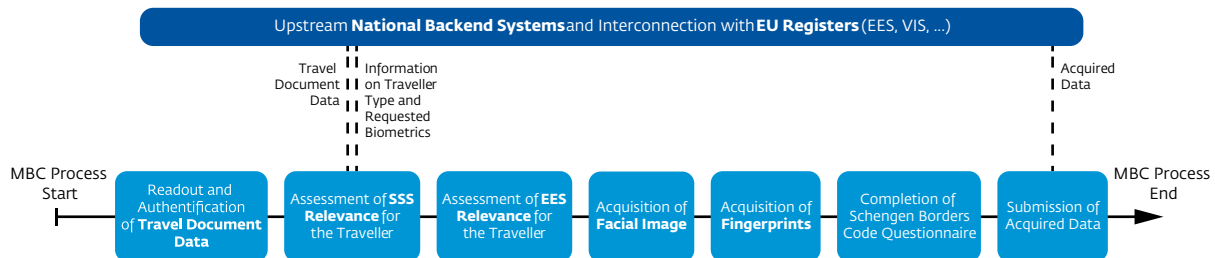 Upstream National Backend Systems and Interconnection with EU Registers (EES, VIS, ...)
Travel
Document
Data
Information
on Traveller
Type and
Requested
Biometrics
Acquired
Data
MBC Process
Start
Readout and
Authentification
of Travel Document
Data
Assessment of SSS
Relevance for
the Traveller
Assessment of EES
Relevance for
the Traveller
Acquisition of
Facial Image
Acquisition of
Fingerprints
Completion of
Schengen Borders
Code Questionnaire
Submission of
Acquired Data
MBC Process
End